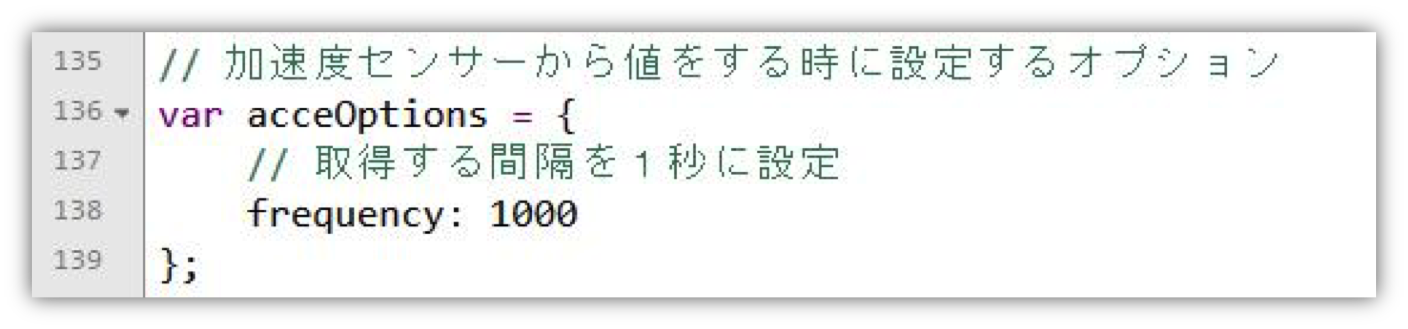 135 // 加速度センサーから値をする時に設定するオプション
136 var acceOptions = {
137 // 取得する間隔を１秒に設定
138 frequency: 1000
139 };